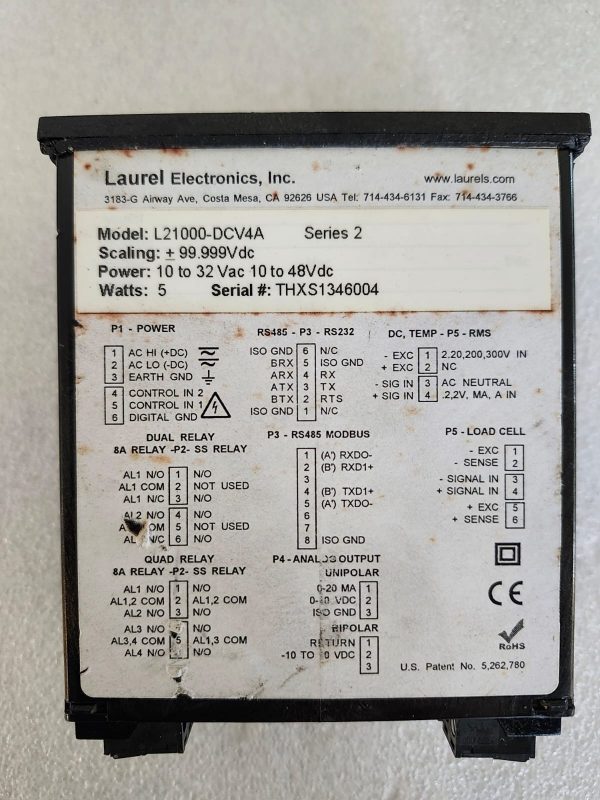 Laurel Electronics, Inc. www.laurels.com
3183-G Airway Ave, Costa Mesa, CA 92626 USA Tel: 714-434-6131 Fax: 714-434-3766
Model: L21000-DCV4A Series 2
Scaling: ± 99.999Vdc
Power: 10 to 32 Vac 10 to 48Vdc
Watts: 5 Serial #: THXS1346004
P1 - POWER
1 AC HI (+DC)
2 AC LO (-DC)
3 EARTH GND
4 CONTROL IN 2
5 CONTROL IN 1
6 DIGITAL GND
RS485 - P3 - RS232
ISO GND 6 N/C
BRX 5 ISO GND
ARX 4 RX
ATX 3 TX
BTX 2 RTS
ISO GND 1 N/C
DC, TEMP - P5 - RMS
- EXC 1 2,20,200,300V IN
+ EXC 2 NC
- SIG IN 3 AC NEUTRAL
+ SIG IN 4 .2,2V, MA, A IN
DUAL RELAY
8A RELAY -P2- SS RELAY
AL1 N/O 1 N/O
AL1 COM 2 NOT USED
AL1 N/C 3 N/O
AL2 N/O 4 N/O
COM 5 NOT USED
N/C 6 N/O
P3 - RS485 MODBUS
1 (A') RXD0-
2 (B') RXD1+
3
4 (B') TXD1+
5 (A') TXD0-
6
7
8 ISO GND
P5 - LOAD CELL
- EXC 1
- SENSE 2
- SIGNAL IN 3
+ SIGNAL IN 4
+ EXC 5
+ SENSE 6
QUAD RELAY
8A RELAY -P2- SS RELAY
AL1 N/O 1 N/O
AL1,2 COM 2 AL1,2 COM
AL2 N/O 3 N/O
AL3 N/O N/O
AL3,4 COM 5 AL1,3 COM
AL4 N/O N/O
P4 - ANALOG OUTPUT
UNIPOLAR
0-20 MA 1
VDC 2
ISO GND 3
BIPOLAR
RETURN 1
-10 TO VDC 2
3
CE
RoHS
U.S. Patent No. 5,262,780